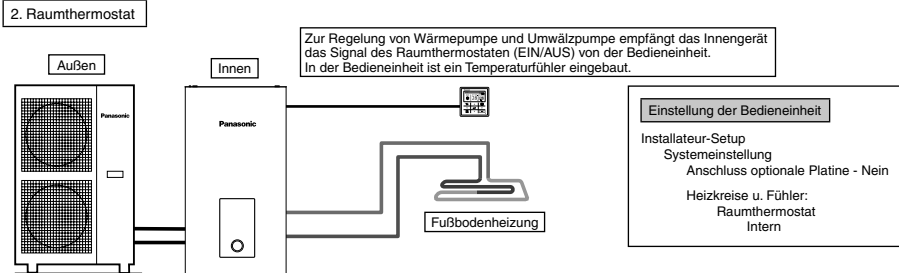 2. Raumthermostat
Zur Regelung von Wärmepumpe und Umwälzpumpe empfängt das Innengerät
das Signal des Raumthermostaten (EIN/AUS) von der Bedieneinheit.
In der Bedieneinheit ist ein Temperaturfühler eingebaut.
Außen
Innen
Panasonic
Panasonic
Fußbodenheizung
Einstellung der Bedieneinheit
Installateur-Setup
Systemeinstellung
Anschluss optionale Platine - Nein
Heizkreise u. Fühler:
Raumthermostat
Intern